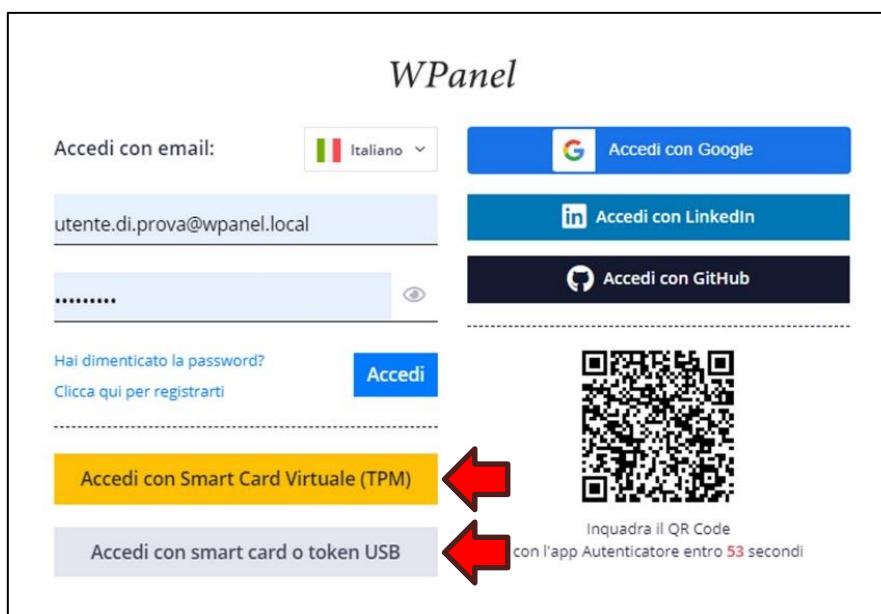 WPanel
Accedi con email:
Italiano
utente.di.prova@wpanel.local
•••••••••
Hai dimenticato la password?
Clicca qui per registrarti
Accedi
Accedi con Smart Card Virtuale (TPM)
Accedi con smart card o token USB
Accedi con Google
in Accedi con LinkedIn
Accedi con GitHub
Inquadra il QR Code
con l'app Autenticatore entro 53 secondi